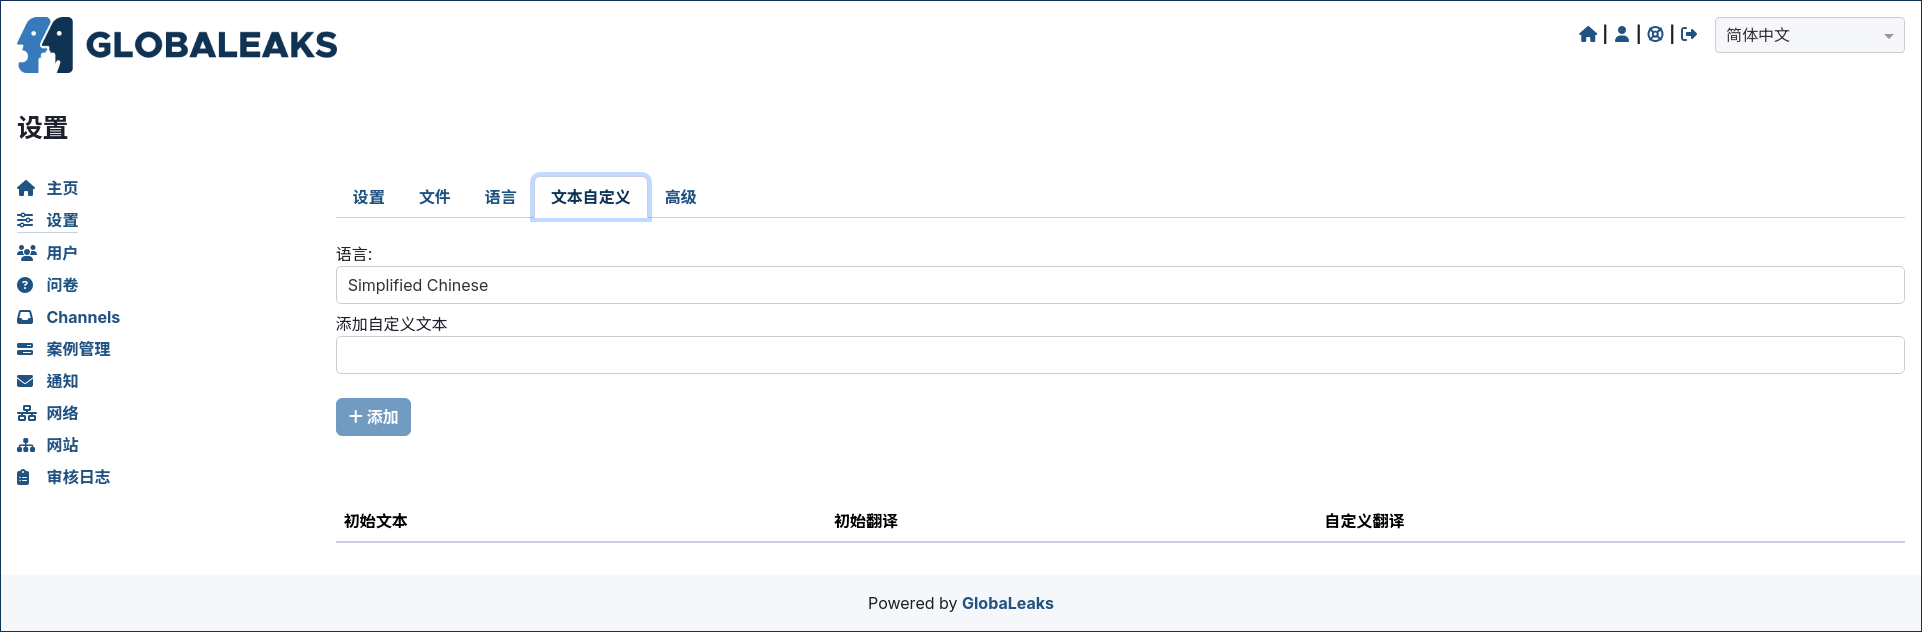 GLOBALEAKS
简体中文
设置
主页
设置
用户
问卷
Channels
案例管理
通知
网络
网站
审核日志
设置 文件 语言 文本自定义 高级
语言:
Simplified Chinese
添加自定义文本
添加
初始文本 初始翻译 自定义翻译
Powered by GlobaLeaks